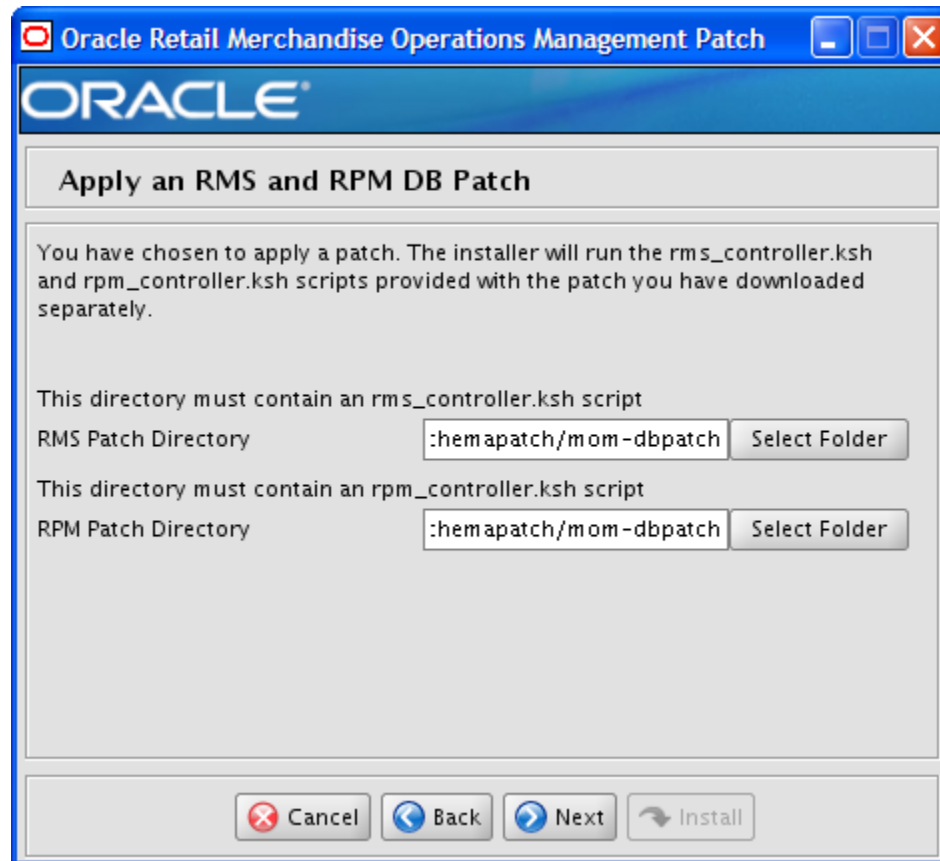 Oracle Retail Merchandise Operations Management Patch
ORACLE
Apply an RMS and RPM DB Patch
You have chosen to apply a patch. The installer will run the rms_controller.ksh
and rpm_controller.ksh scripts provided with the patch you have downloaded
separately.
This directory must contain an rms_controller.ksh script
RMS Patch Directory :hemapatch/mom-dbpatch Select Folder
This directory must contain an rpm_controller.ksh script
RPM Patch Directory :hemapatch/mom-dbpatch Select Folder
Cancel Back Next Install